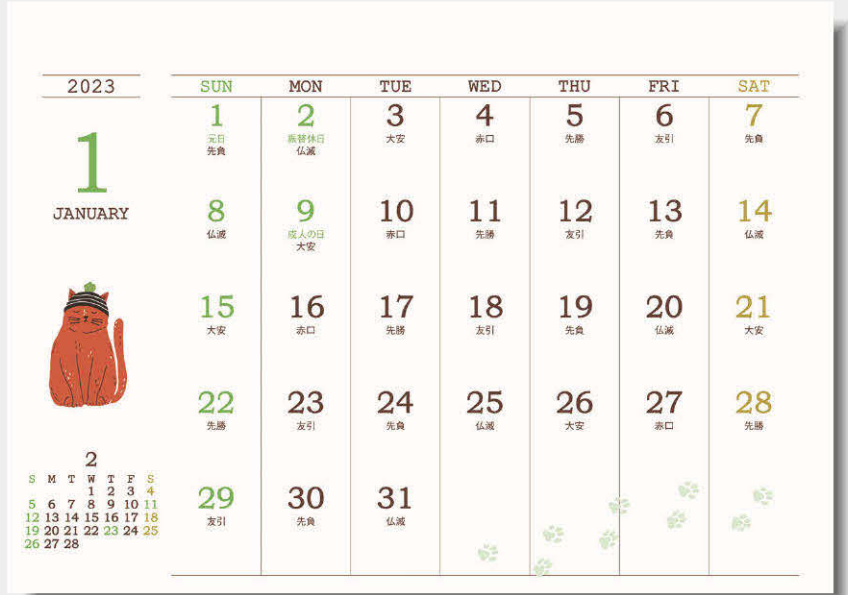 2023
1
JANUARY
SUN MON TUE WED THU FRI SAT
1 2 3 4 5 6 7
元日 振替休日 大安 赤口 先勝 友引 先負
先負 仏滅
8 9 10 11 12 13 14
仏滅 成人の日 赤口 先勝 友引 先負 仏滅
大安
15 16 17 18 19 20 21
大安 赤口 先勝 友引 先負 仏滅 大安
22 23 24 25 26 27 28
先勝 友引 先負 仏滅 大安 赤口 先勝
29 30 31
友引 先負 仏滅
2
S M T W T F S
1 2 3 4
5 6 7 8 9 10 11
12 13 14 15 16 17 18
19 20 21 22 23 24 25
26 27 28